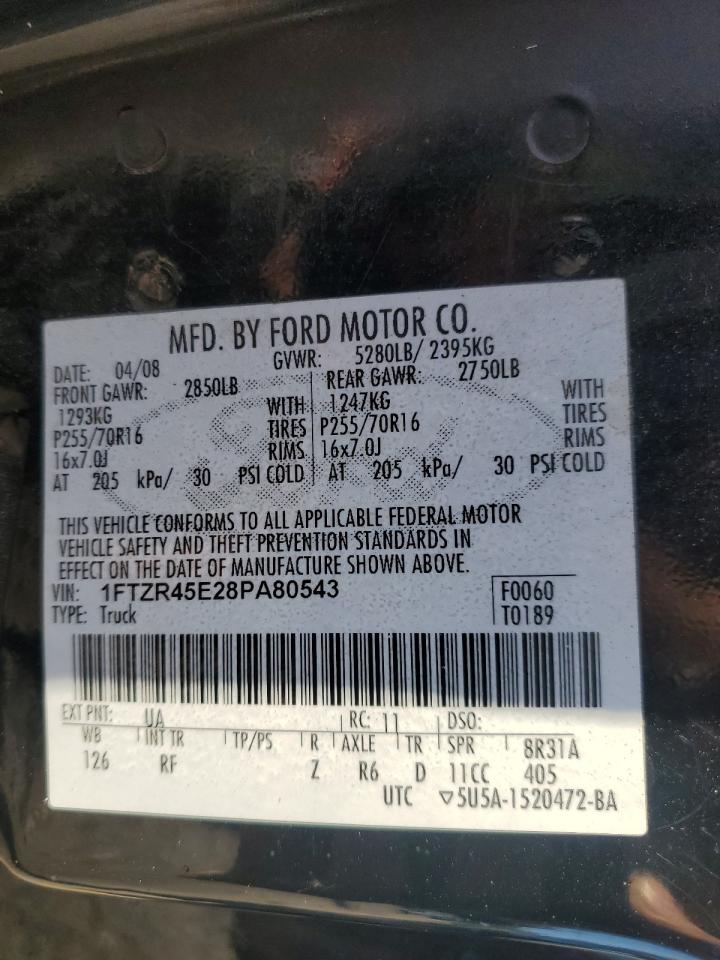 MFD. BY FORD MOTOR CO.
DATE: 04/08 GVWR: 5280LB/ 2395KG
FRONT GAWR: 2850LB REAR GAWR: 2750LB
1293KG WITH 1247KG WITH
P255/70R16 TIRES P255/70R16 TIRES
16x7.0J RIMS 16x7.0J RIMS
AT 205 kPa/ 30 PSI COLD AT 205 kPa/ 30 PSI COLD
THIS VEHICLE CONFORMS TO ALL APPLICABLE FEDERAL MOTOR
VEHICLE SAFETY AND THEFT PREVENTION STANDARDS IN
EFFECT ON THE DATE OF MANUFACTURE SHOWN ABOVE.
VIN: 1FTZR45E28PA80543 F0060
TYPE: Truck T0189
EXT PNT: UA RC: 11 DSO:
WB INT TR TP/PS R AXLE TR SPR 8R31A
126 RF Z R6 D 11CC 405
UTC ▽5U5A-1520472-BA